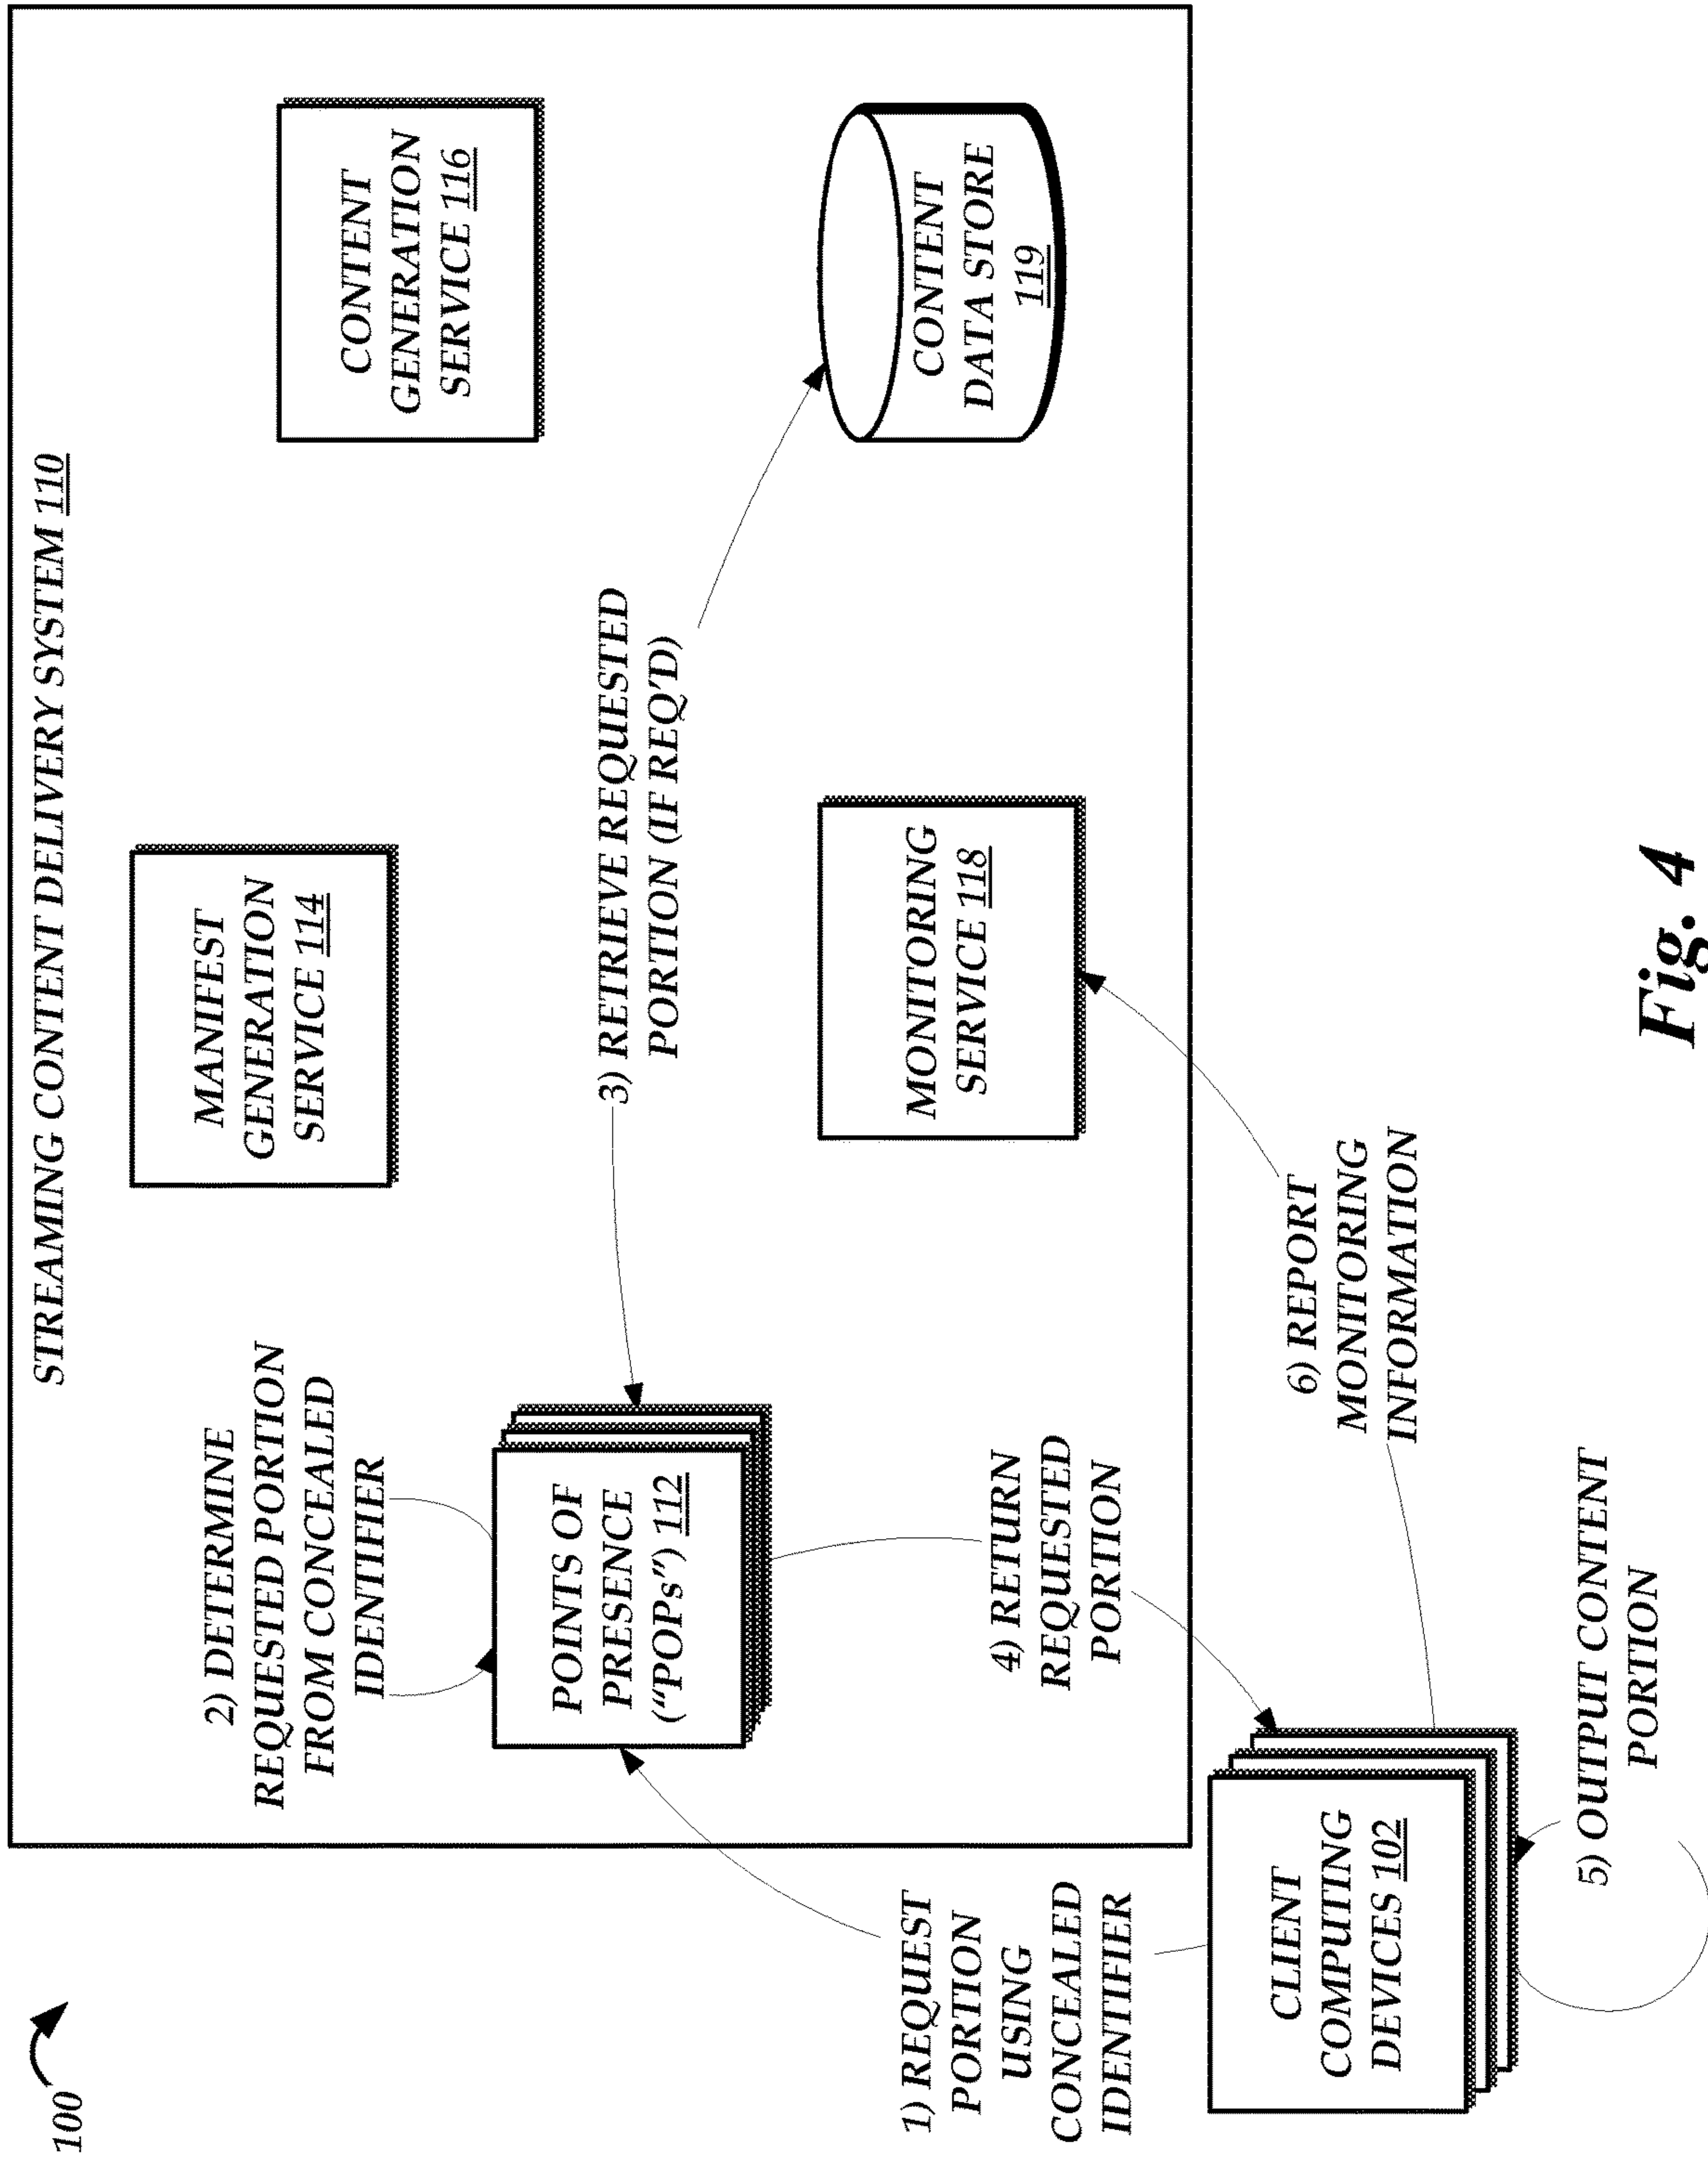 100
STREAMING CONTENT DELIVERY SYSTEM 110
2) DETERMINE
REQUESTED PORTION
FROM CONCEALED
IDENTIFIER
MANIFEST
GENERATION
SERVICE 114
CONTENT
GENERATION
SERVICE 116
POINTS OF
PRESENCE
("POPs") 112
3) RETRIEVE REQUESTED
PORTION (IF REQ'D)
1) REQUEST
PORTION
USING
CONCEALED
IDENTIFIER
4) RETURN
REQUESTED
PORTION
MONITORING
SERVICE 118
CONTENT
DATA STORE
119
CLIENT
COMPUTING
DEVICES 102
6) REPORT
MONITORING
INFORMATION
5) OUTPUT CONTENT
PORTION
Fig. 4